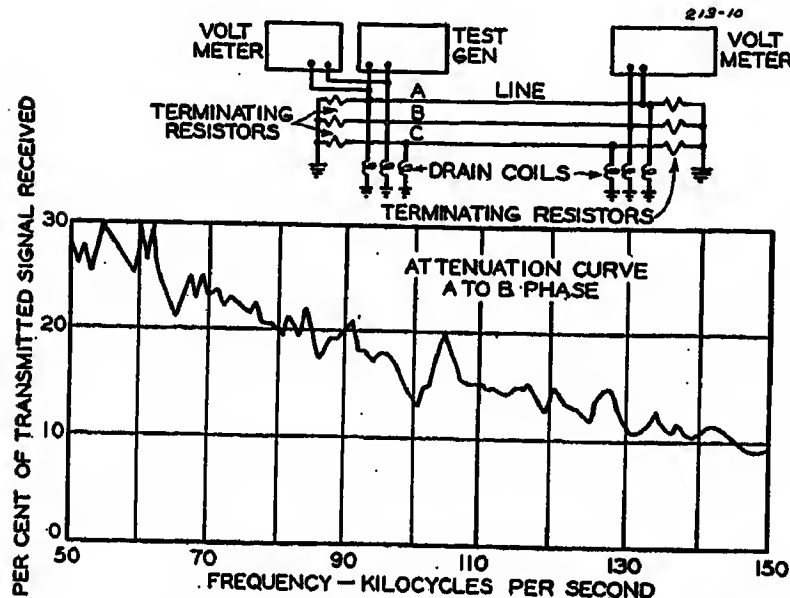 213-10
VOLT
METER
TEST
GEN
VOLT
METER
A
LINE
B
C
TERMINATING
RESISTORS
DRAIN COILS
TERMINATING RESISTORS
ATTENUATION CURVE
A TO B PHASE
PER CENT OF TRANSMITTED SIGNAL RECEIVED
30
20
10
0
50
70
90
110
130
150
FREQUENCY — KILOCYCLES PER SECOND